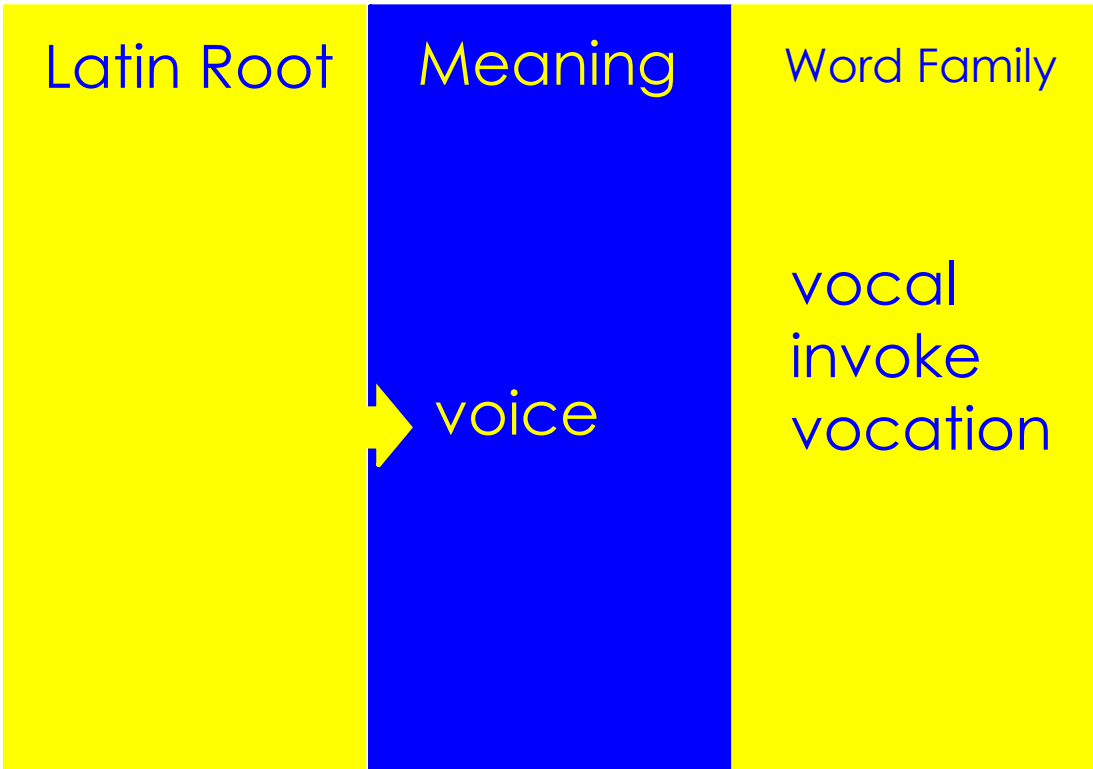 Latin Root
Meaning
Word Family
voice
vocal
invoke
vocation